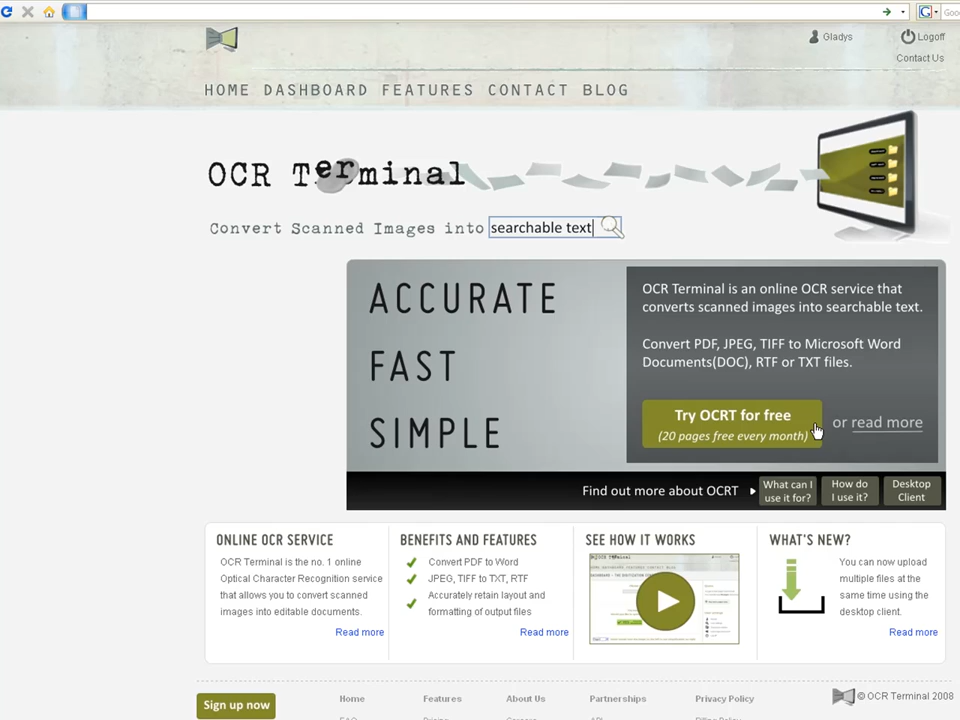 Gladys
Logoff
Contact Us
HOME DASHBOARD FEATURES CONTACT BLOG
OCR Terminal
Convert Scanned Images into searchable text
ACCURATE
FAST
SIMPLE
OCR Terminal is an online OCR service that
converts scanned images into searchable text.
Convert PDF, JPEG, TIFF to Microsoft Word
Documents(DOC), RTF or TXT files.
Try OCRT for free
(20 pages free every month)
or read more
Find out more about OCRT
What can I
use it for?
How do
I use it?
Desktop
Client
ONLINE OCR SERVICE
OCR Terminal is the no. 1 online
Optical Character Recognition service
that allows you to convert scanned
images into editable documents.
Read more
BENEFITS AND FEATURES
Convert PDF to Word
JPEG, TIFF to TXT, RTF
Accurately retain layout and
formatting of output files
Read more
SEE HOW IT WORKS
WHAT'S NEW?
You can now upload
multiple files at the
same time using the
desktop client.
Read more
Sign up now
Home
Features
About Us
Partnerships
Privacy Policy
© OCR Terminal 2008